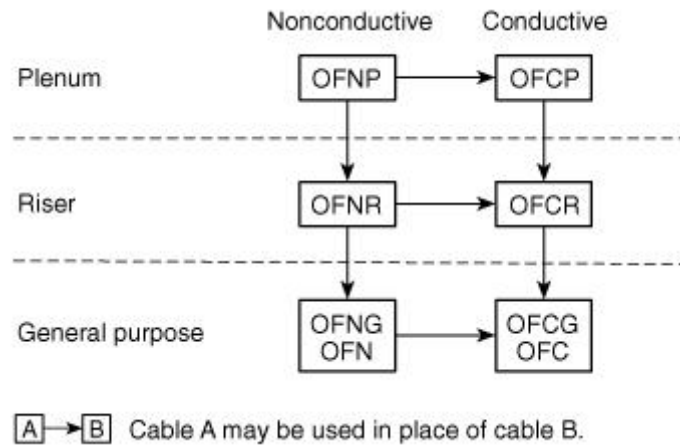 Nonconductive Conductive
Plenum OFNP OFCP
Riser OFNR OFCR
General purpose OFNG OFCG
OFN OFC
A B Cable A may be used in place of cable B.